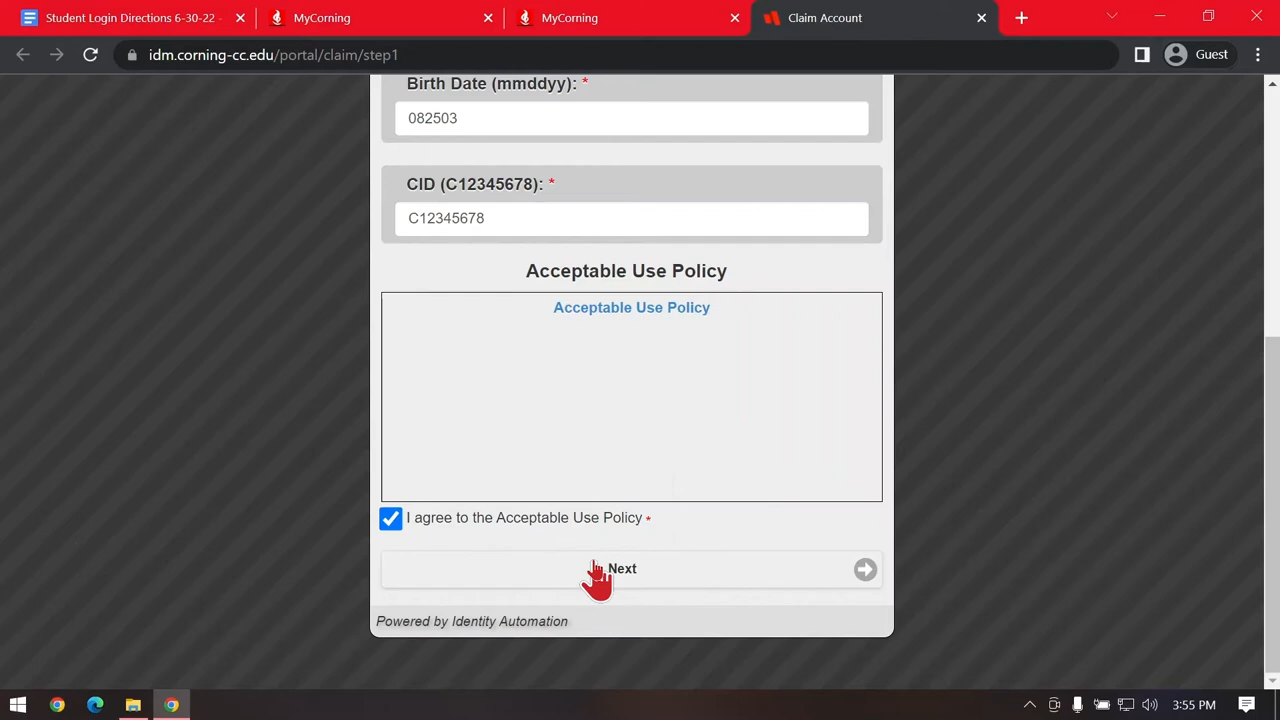 Student Login Directions 6-30-22 -
MyCorning
MyCorning
Claim Account
idm.corning-cc.edu/portal/claim/step1
Guest
Birth Date (mmddyy): *
082503
CID (C12345678): *
C12345678
Acceptable Use Policy
Acceptable Use Policy
I agree to the Acceptable Use Policy *
Next
Powered by Identity Automation
3:55 PM